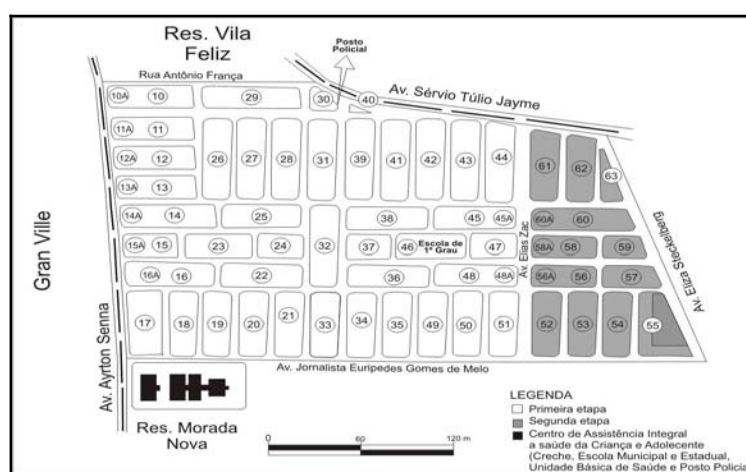 Res. Vila
Feliz
Posto
Policial
Rua Antônio França
Av. Sérvio Túlio Jayme
10A 10 29 30 40
11A 11
12A 12 26 27 28 31 39 41 42 43 44 61 62 63
13A 13
14A 14 25 38 45 45A 60A 60
15A 15 23 24 32 37 46 Escola de
1º Grau 47 58A 58 59
16A 16 22 36 48 48A 56A 56 57
17 18 19 20 21 33 34 35 49 50 51 52 53 54 55
Gran Ville
Av. Ayrton Senna
Av. Elias Zac
Av. Eliza Steckelberg
Av. Jornalista Euripedes Gomes de Melo
Res. Morada
Nova
0 60 120 m
LEGENDA
Primeira etapa
Segunda etapa
Centro de Assistência Integral
a saúde da Criança e Adolecente
(Creche, Escola Municipal e Estadual,
Unidade Básica de Saúde e Posto Policia